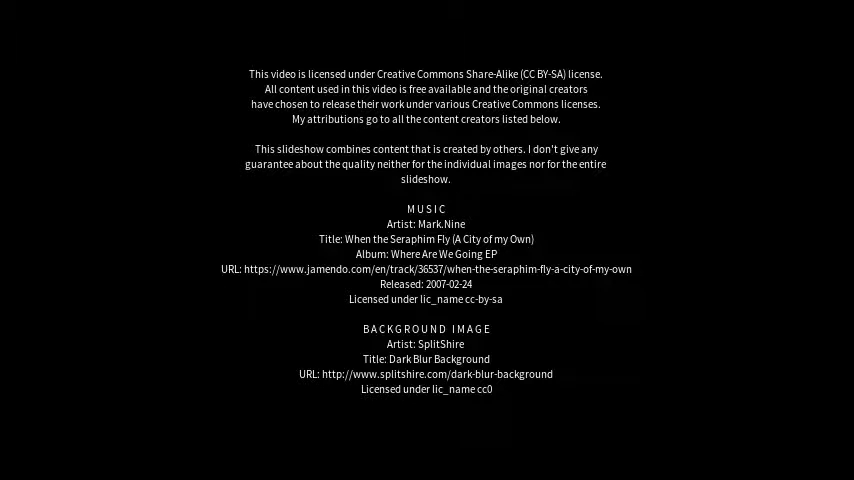 This video is licensed under Creative Commons Share-Alike (CC BY-SA) license.
All content used in this video is free available and the original creators
have chosen to release their work under various Creative Commons licenses.
My attributions go to all the content creators listed below.
This slideshow combines content that is created by others. I don't give any
guarantee about the quality neither for the individual images nor for the entire
slideshow.
MUSIC
Artist: Mark.Nine
Title: When the Seraphim Fly (A City of my Own)
Album: Where Are We Going EP
URL: https://www.jamendo.com/en/track/36537/when-the-seraphim-fly-a-city-of-my-own
Released: 2007-02-24
Licensed under lic_name cc-by-sa
BACKGROUND IMAGE
Artist: SplitShire
Title: Dark Blur Background
URL: http://www.splitshire.com/dark-blur-background
Licensed under lic_name cc0